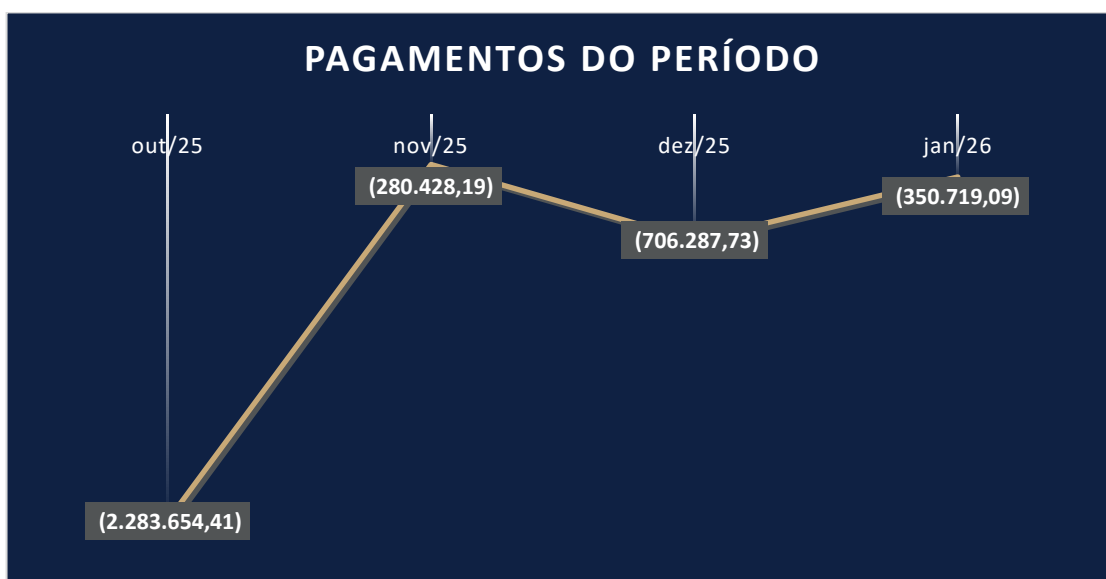 PAGAMENTOS DO PERÍODO
out/25 nov/25 dez/25 jan/26
(280.428,19)
(350.719,09)
(706.287,73)
(2.283.654,41)